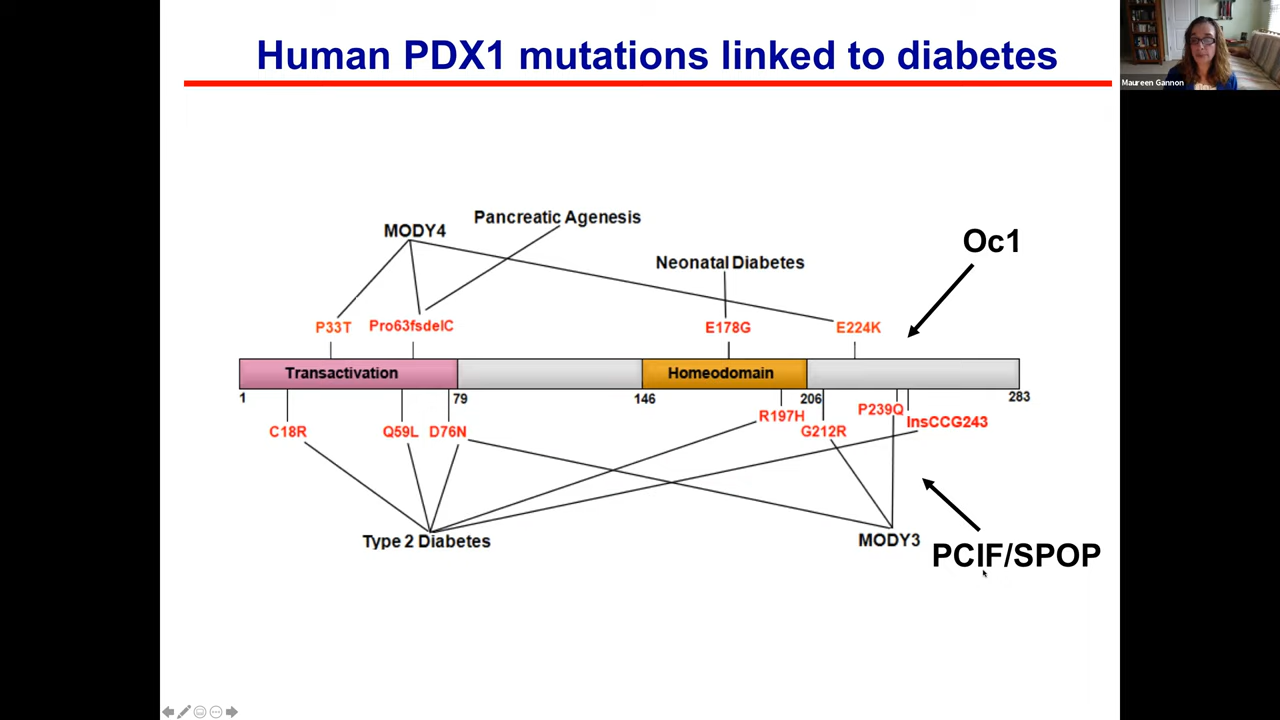 Human PDX1 mutations linked to diabetes
Maureen Gannon
Pancreatic Agenesis
MODY4
Oc1
Neonatal Diabetes
P33T
Pro63fsdelC
E178G
E224K
Transactivation
Homeodomain
1
79
146
206
283
C18R
Q59L
D76N
R197H
G212R
P239Q
InsCCG243
Type 2 Diabetes
MODY3
PCIF/SPOP